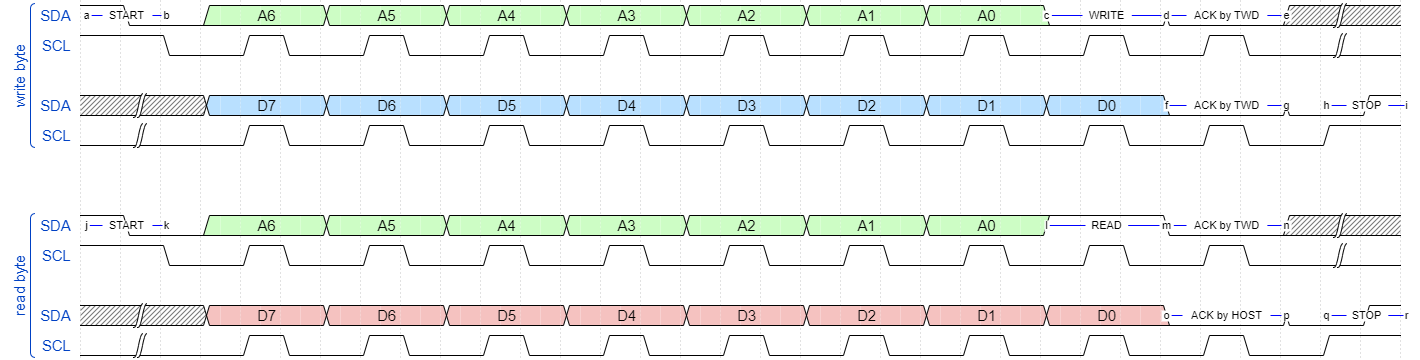 write byte
SDA a START b A6 A5 A4 A3 A2 A1 A0 c WRITE d ACK by TWD e
SCL
SDA D7 D6 D5 D4 D3 D2 D1 D0 f ACK by TWD g h STOP i
SCL
read byte
SDA j START k A6 A5 A4 A3 A2 A1 A0 l READ m ACK by TWD n
SCL
SDA D7 D6 D5 D4 D3 D2 D1 D0 o ACK by HOST p q STOP r
SCL